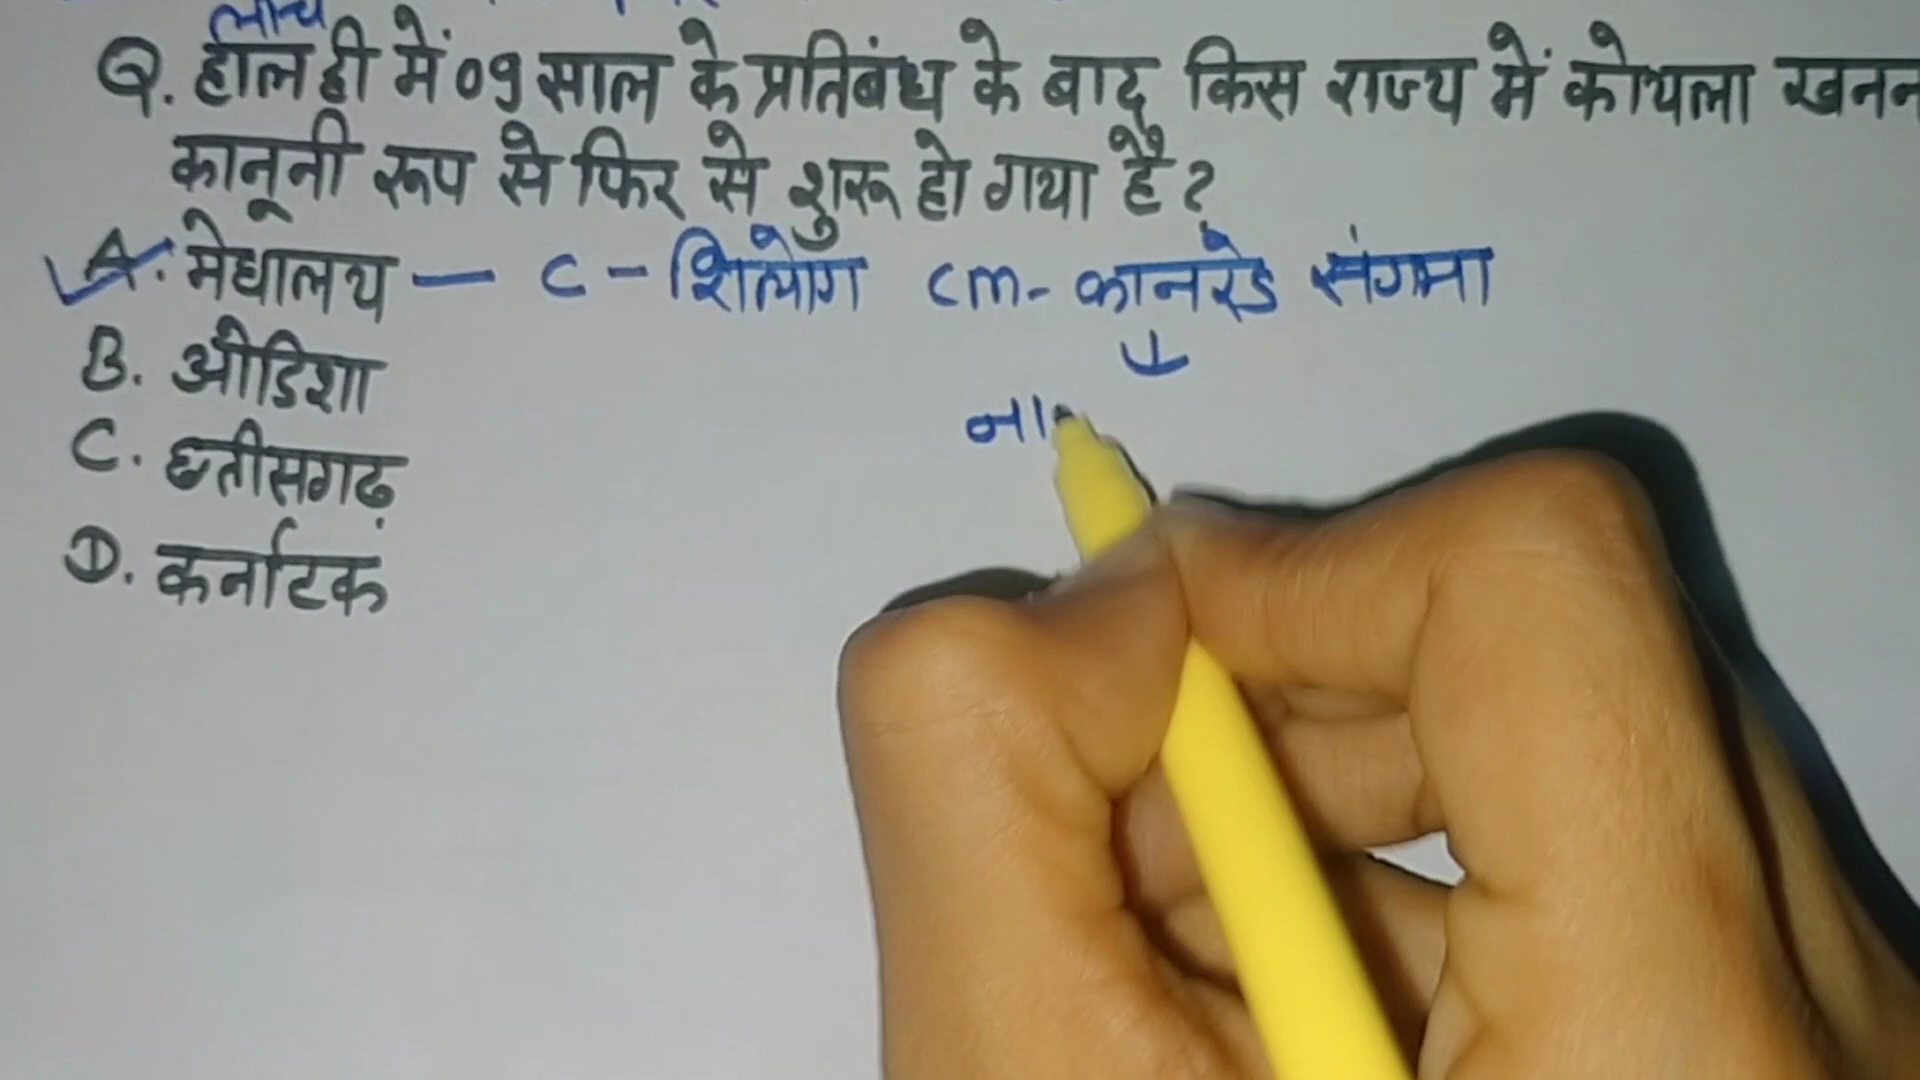 लान्च
Q. हाल ही में 09 साल के प्रतिबंध के बाद किस राज्य में कोयला खनन
कानूनी रूप से फिर से शुरू हो गया है?
A. मेघालय — C - शिलोंग cm - कानरेड संगमा
↓
B. ओडिशा
ना
C. छत्तीसगढ़
D. कर्नाटक